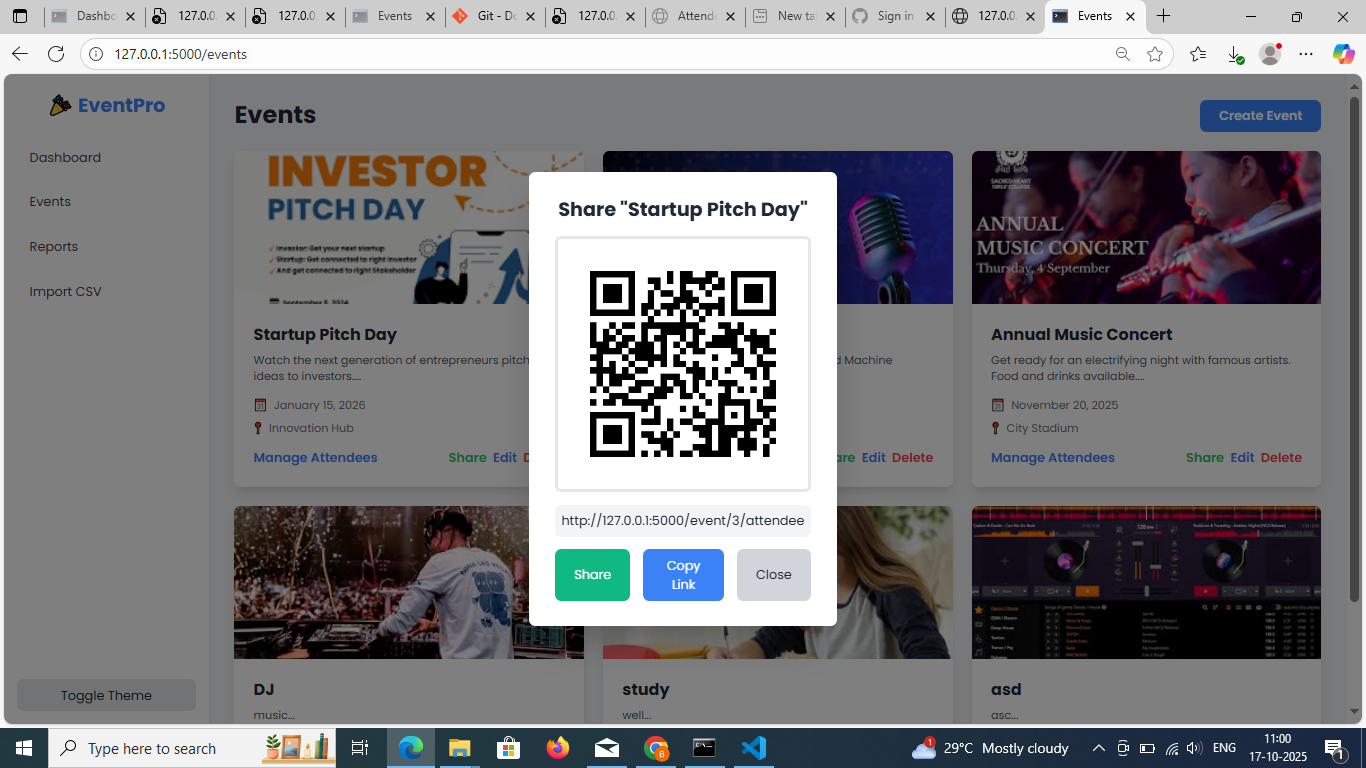 Dashbo
127.0.0.
127.0.0.
Events
Git - Do
127.0.0.
Attende
New tab
Sign in
127.0.0.
Events
127.0.0.1:5000/events
EventPro
Dashboard
Events
Reports
Import CSV
Toggle Theme
Events
Create Event
INVESTOR
PITCH DAY
Investor: Get your next startup
Startup: Get connected to right Investor
And get connected to right Stakeholder
September 8, 2024
SACRED HEART
GIRLS' COLLEGE
ANNUAL
MUSIC CONCERT
Thursday, 4 September
Startup Pitch Day
Watch the next generation of entrepreneurs pitch
ideas to investors....
January 15, 2026
Innovation Hub
Manage Attendees
Share Edit D
d Machine
are Edit Delete
Annual Music Concert
Get ready for an electrifying night with famous artists.
Food and drinks available....
November 20, 2025
City Stadium
Manage Attendees
Share Edit Delete
Share "Startup Pitch Day"
http://127.0.0.1:5000/event/3/attendee
Share
Copy
Link
Close
DJ
music...
study
well...
asd
asc...
Type here to search
1
29°C Mostly cloudy
ENG
11:00
17-10-2025
1